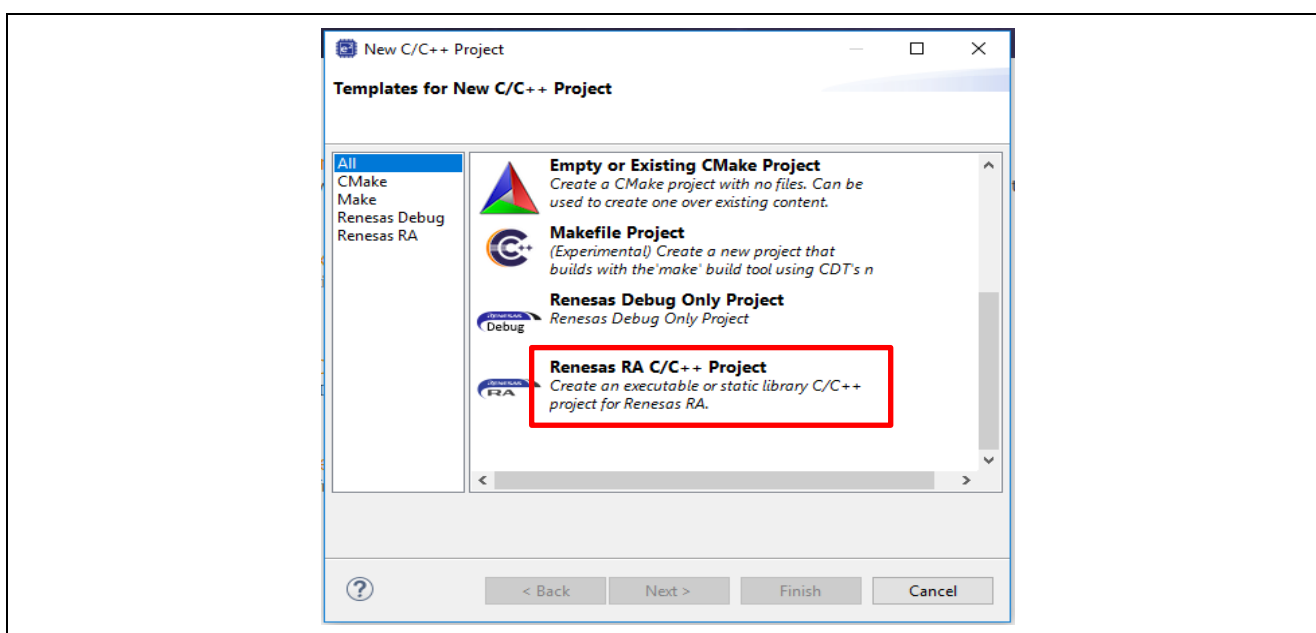 New C/C++ Project
Templates for New C/C++ Project
All
CMake
Make
Renesas Debug
Renesas RA
Empty or Existing CMake Project
Create a CMake project with no files. Can be
used to create one over existing content.
C++
Makefile Project
(Experimental) Create a new project that
builds with the'make' build tool using CDT's n
Renesas Debug Only Project
Renesas Debug Only Project
RENESAS
Debug
Renesas RA C/C++ Project
Create an executable or static library C/C++
project for Renesas RA.
RENESAS
RA
?
< Back
Next >
Finish
Cancel